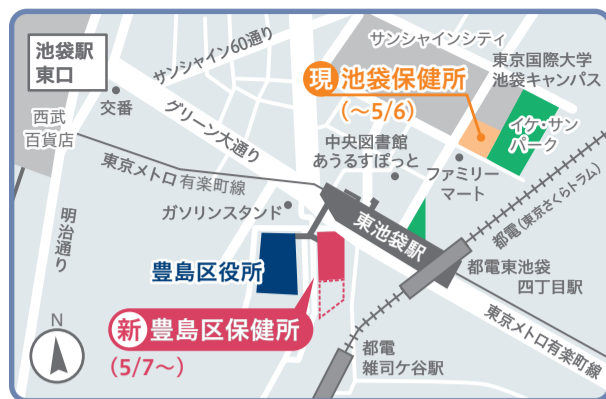 池袋駅
東口
サンシャイン60通り
サンシャインシティ
東京国際大学
池袋キャンパス
現 池袋保健所
(～5/6)
交番
グリーン大通り
西武
百貨店
イケ・サン
パーク
中央図書館
あうるすぽっと
ファミリー
マート
東京メトロ有楽町線
ガソリンスタンド
明治通り
東池袋駅
都電(東京さくらトラム)
豊島区役所
都電東池袋
四丁目駅
新 豊島区保健所
(5/7～)
東京メトロ有楽町線
N
都電
雑司ケ谷駅